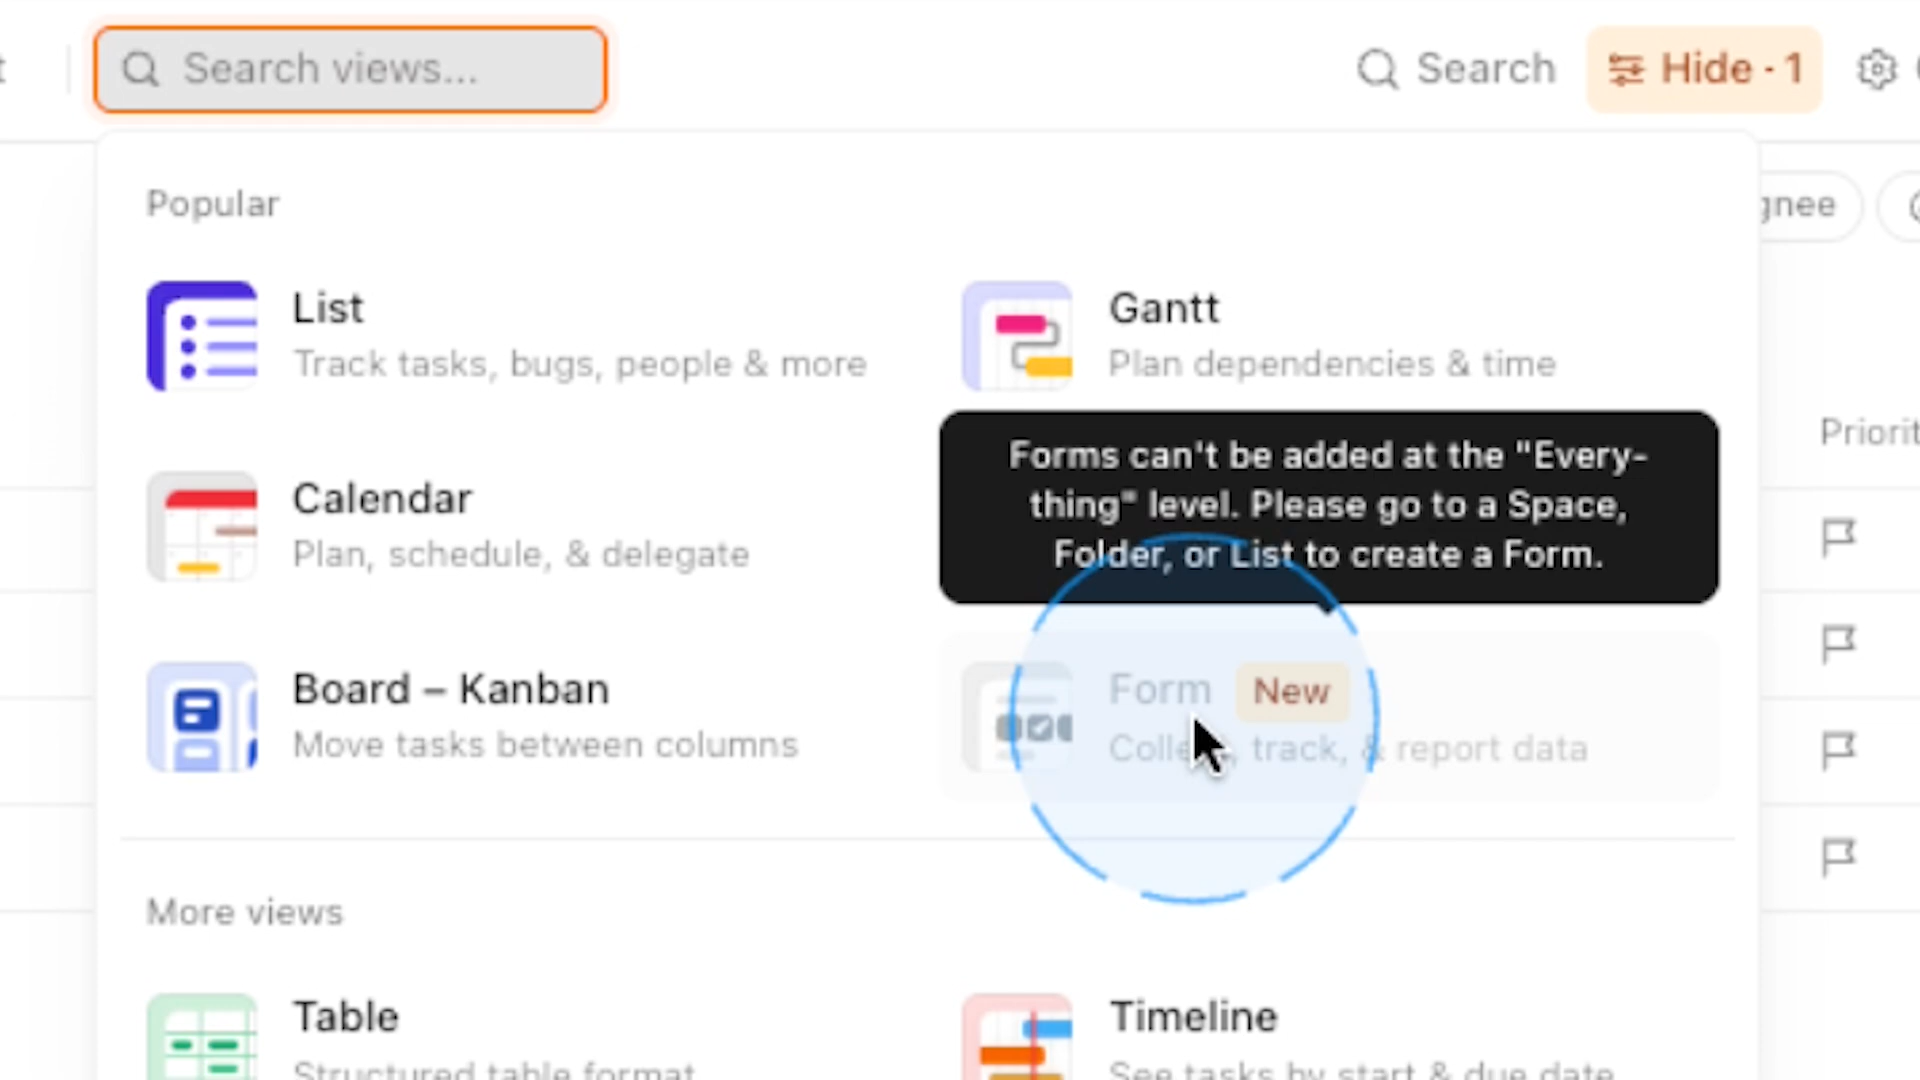 Search views...
Search
Hide · 1
Popular
gnee
List
Track tasks, bugs, people & more
Gantt
Plan dependencies & time
Forms can't be added at the "Every-
thing" level. Please go to a Space,
Folder, or List to create a Form.
Priorit
Calendar
Plan, schedule, & delegate
Board – Kanban
Move tasks between columns
Form New
track, & report data
More views
Table
Structured table format
Timeline
See tasks by start & due date